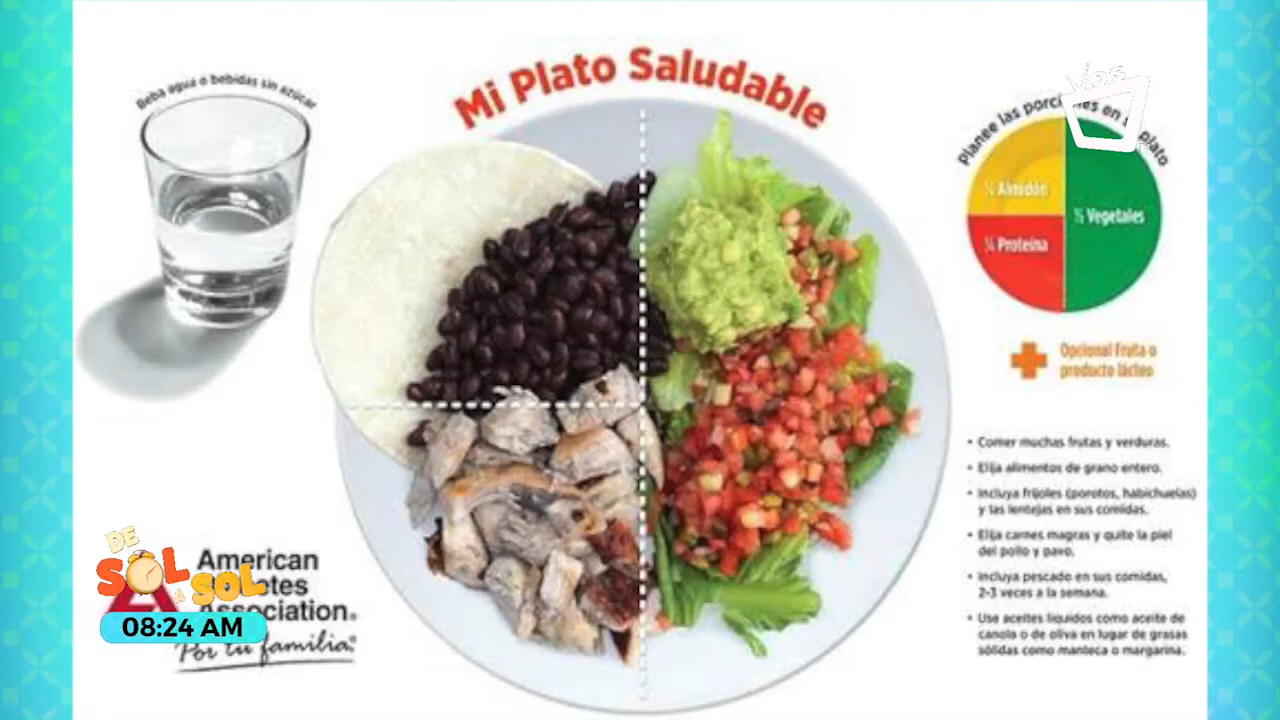 Mi Plato Saludable
Beba agua o bebidas sin azúcar
Planee las porciones en su plato
¼ Almidón
¼ Proteína
½ Vegetales
Opcional Fruta o
producto lácteo
• Comer muchas frutas y verduras.
• Elija alimentos de grano entero.
• Incluya frijoles (porotos, habichuelas)
y las lentejas en sus comidas.
• Elija carnes magras y quite la piel
del pollo y pavo.
• Incluya pescado en sus comidas,
2-3 veces a la semana.
• Use aceites líquidos como aceite de
canola o de oliva en lugar de grasas
sólidas como manteca o margarina.
American
Association®
Por tu familia®
DE
SOL
A SOL
08:24 AM
Vos